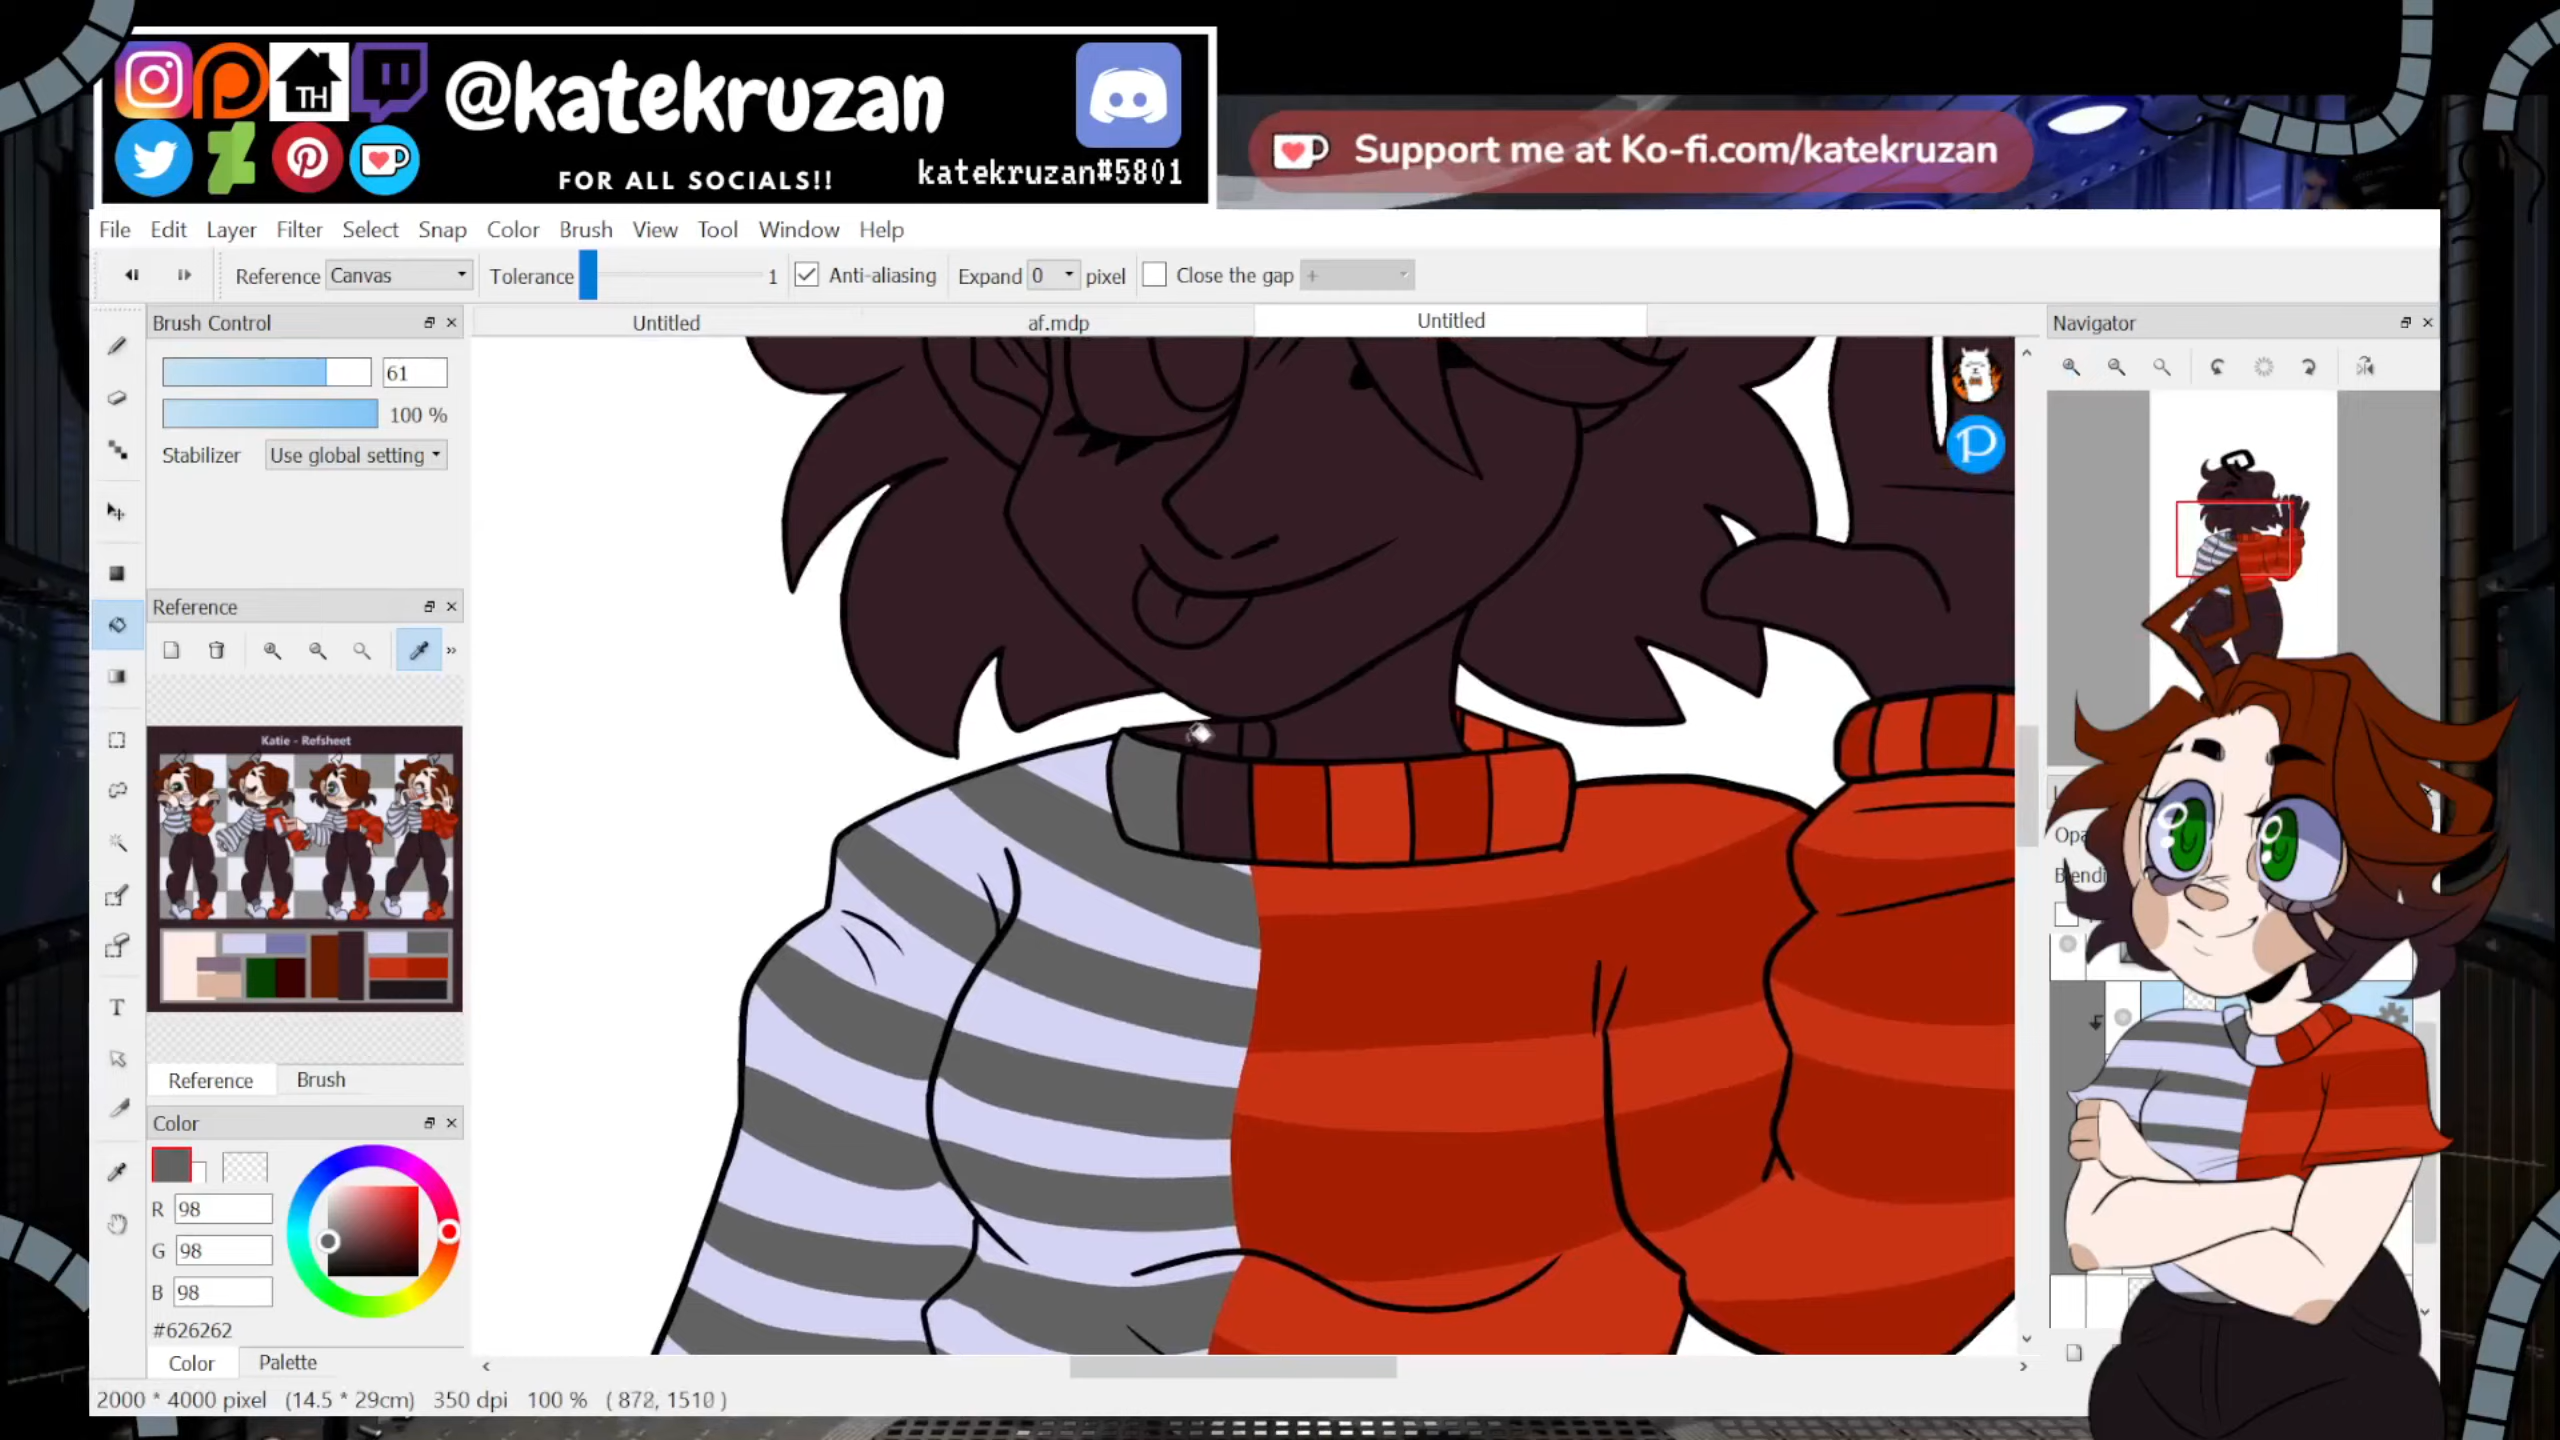 TH
@katekruzan
FOR ALL SOCIALS!!
katekruzan#5801
Support me at Ko-fi.com/katekruzan
File Edit Layer Filter Select Snap Color Brush View Tool Window Help
Reference Canvas Tolerance 1 Anti-aliasing Expand 0 pixel Close the gap +
Brush Control
Untitled af.mdp Untitled
Navigator
61
100 %
Stabilizer Use global setting
Reference
Katie - Refsheet
Reference Brush
Color
R 98
G 98
B 98
#626262
Color Palette
Opa
Blendi
2000 * 4000 pixel (14.5 * 29cm) 350 dpi 100 % ( 872, 1510 )